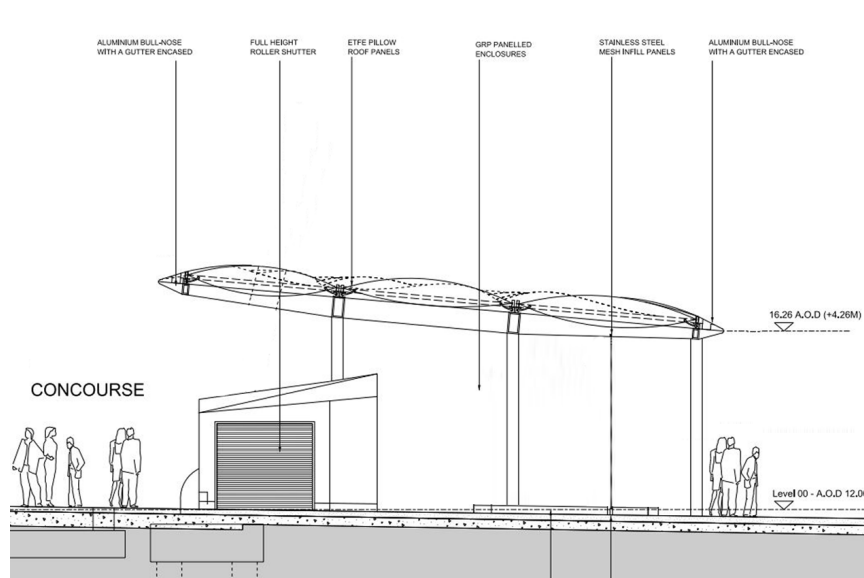 ALUMINIUM BULL-NOSE
WITH A GUTTER ENCASED
FULL HEIGHT
ROLLER SHUTTER
ETFE PILLOW
ROOF PANELS
GRP PANELLED
ENCLOSURES
STAINLESS STEEL
MESH INFILL PANELS
ALUMINIUM BULL-NOSE
WITH A GUTTER ENCASED
16.26 A.O.D (+4.26M)
CONCOURSE
Level 00 - A.O.D 12.00